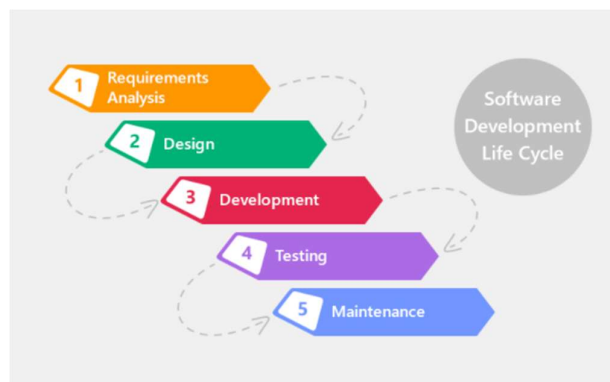 1
Requirements
Analysis
2
Design
3
Development
4
Testing
5
Maintenance
Software
Development
Life Cycle